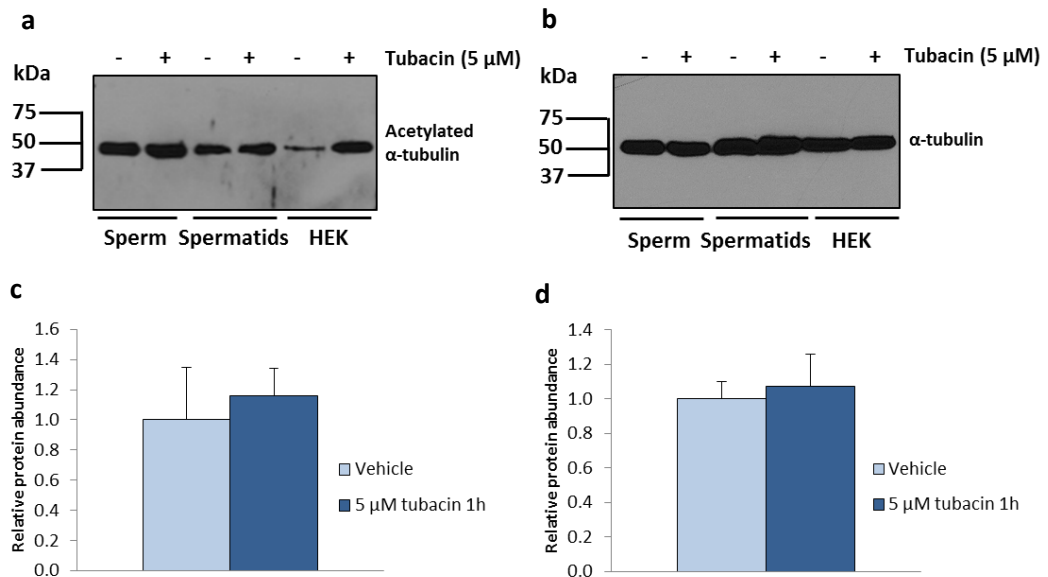 a
- + - + - + Tubacin (5 μM)
kDa
75
50
37
Acetylated
α-tubulin
Sperm Spermatids HEK
b
- + - + - + Tubacin (5 μM)
kDa
75
50
37
α-tubulin
Sperm Spermatids HEK
c
Relative protein abundance
1.6
1.4
1.2
1.0
0.8
0.6
0.4
0.2
0.0
Vehicle
5 μM tubacin 1h
d
Relative protein abundance
1.4
1.2
1.0
0.8
0.6
0.4
0.2
0.0
Vehicle
5 μM tubacin 1h